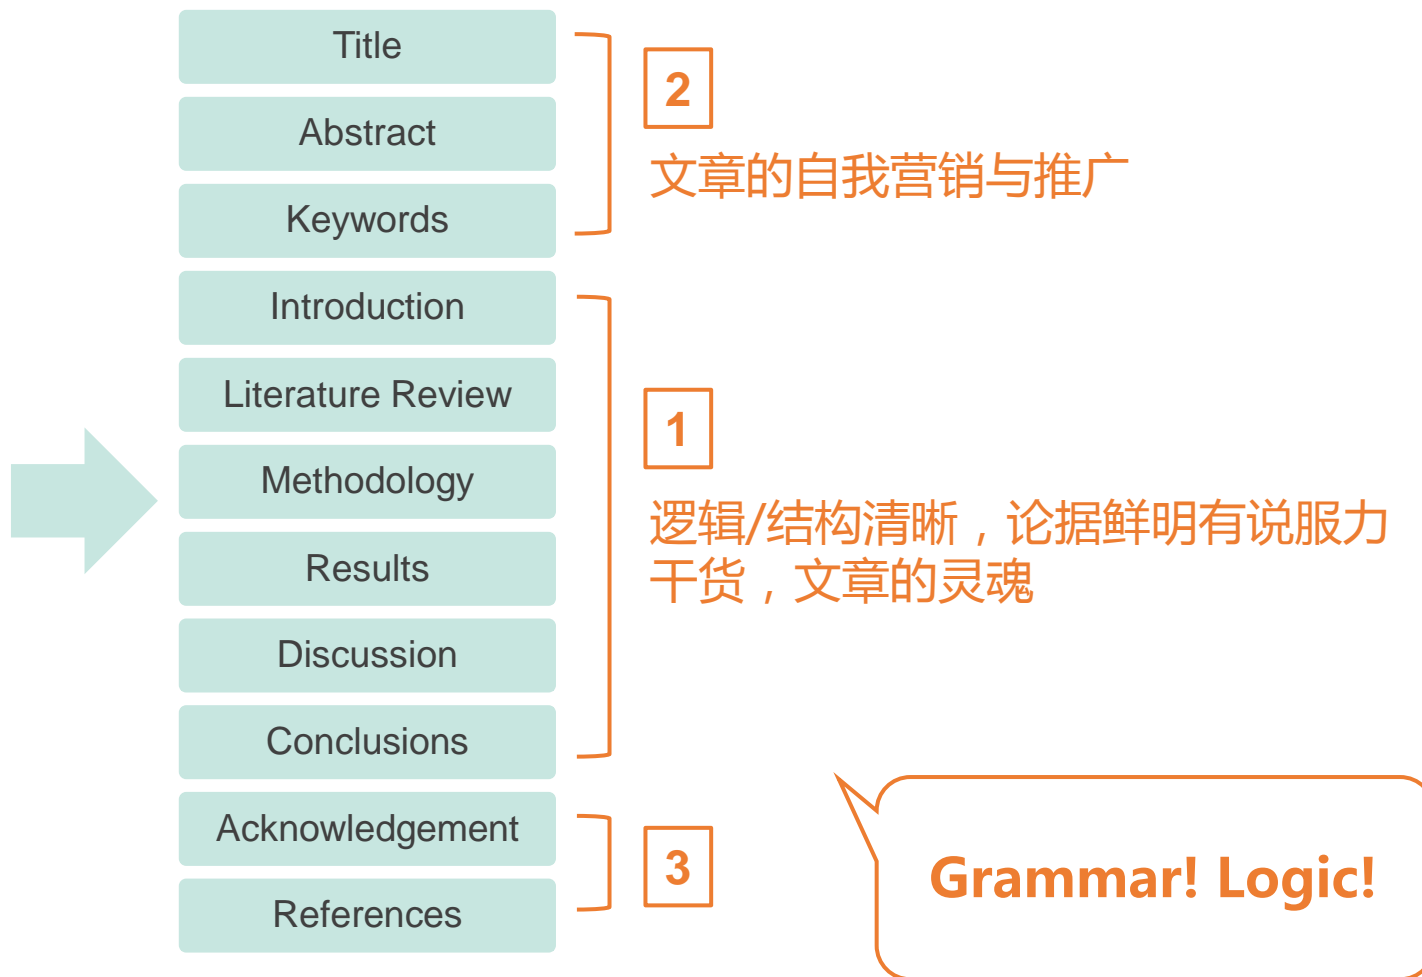 Title
Abstract
Keywords
2
文章的自我营销与推广
Introduction
Literature Review
Methodology
Results
Discussion
Conclusions
1
逻辑/结构清晰，论据鲜明有说服力
干货，文章的灵魂
Acknowledgement
References
3
Grammar! Logic!